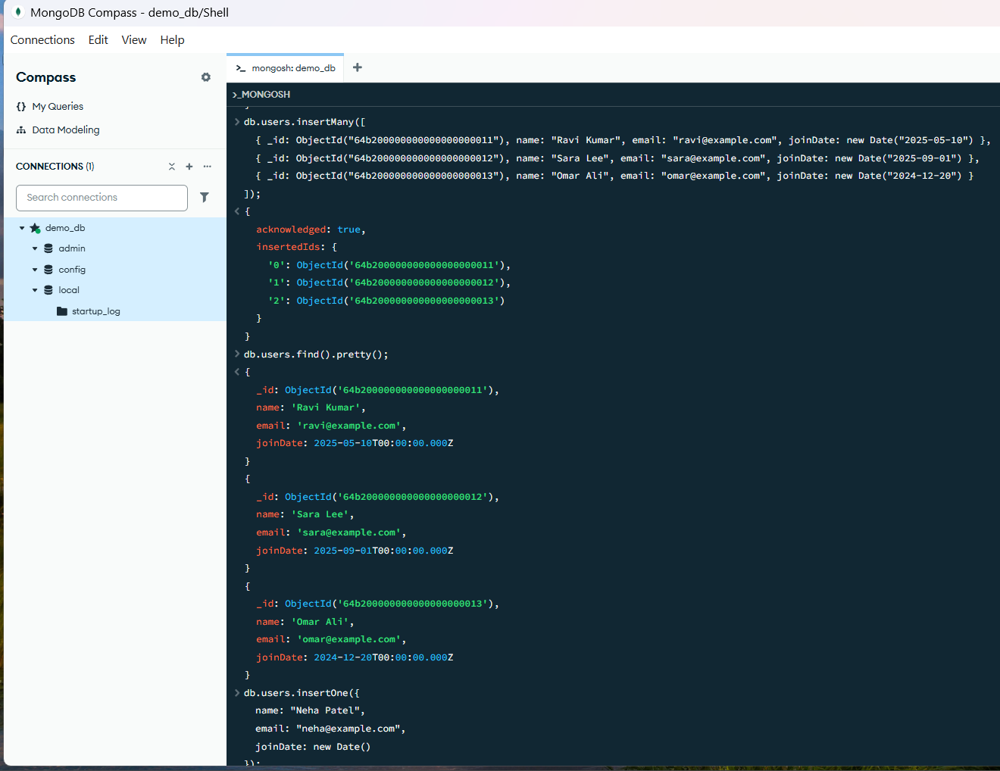 MongoDB Compass - demo_db/Shell
Connections Edit View Help
Compass
My Queries
Data Modeling
CONNECTIONS (1)
Search connections
demo_db
admin
config
local
startup_log
>_ mongosh: demo_db +
>_MONGOSH
}
> db.users.insertMany([
{ _id: ObjectId("64b200000000000000000011"), name: "Ravi Kumar", email: "ravi@example.com", joinDate: new Date("2025-05-10") },
{ _id: ObjectId("64b200000000000000000012"), name: "Sara Lee", email: "sara@example.com", joinDate: new Date("2025-09-01") },
{ _id: ObjectId("64b200000000000000000013"), name: "Omar Ali", email: "omar@example.com", joinDate: new Date("2024-12-20") }
]);
< {
acknowledged: true,
insertedIds: {
'0': ObjectId('64b200000000000000000011'),
'1': ObjectId('64b200000000000000000012'),
'2': ObjectId('64b200000000000000000013')
}
}
> db.users.find().pretty();
< {
_id: ObjectId('64b200000000000000000011'),
name: 'Ravi Kumar',
email: 'ravi@example.com',
joinDate: 2025-05-10T00:00:00.000Z
}
{
_id: ObjectId('64b200000000000000000012'),
name: 'Sara Lee',
email: 'sara@example.com',
joinDate: 2025-09-01T00:00:00.000Z
}
{
_id: ObjectId('64b200000000000000000013'),
name: 'Omar Ali',
email: 'omar@example.com',
joinDate: 2024-12-20T00:00:00.000Z
}
> db.users.insertOne({
name: "Neha Patel",
email: "neha@example.com",
joinDate: new Date()
});